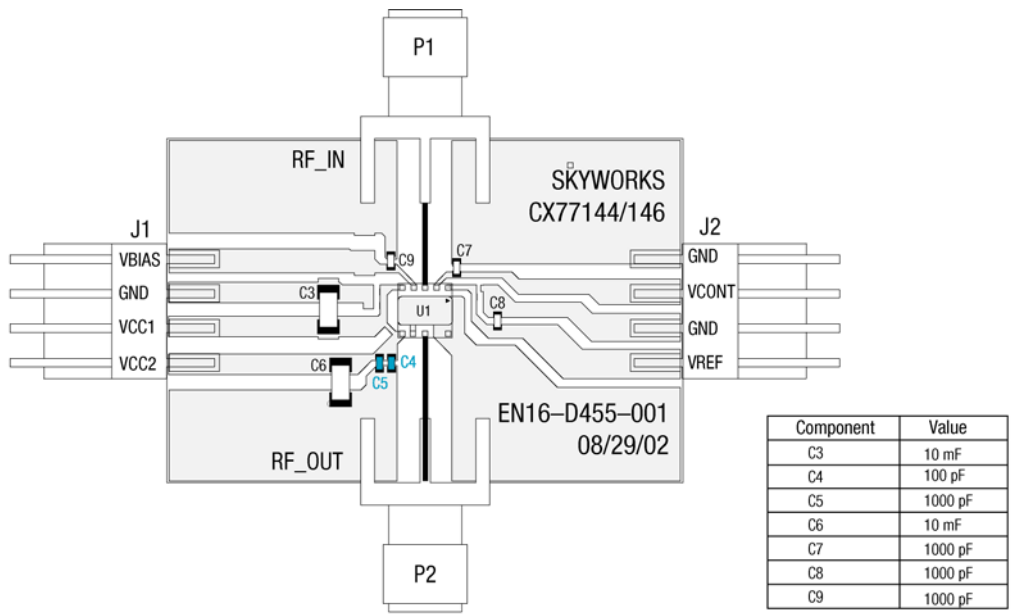 P1
RF_IN
SKYWORKS
CX77144/146
J1
J2
VBIAS
C9
C7
GND
GND
C3
VCONT
U1
C8
VCC1
GND
VCC2
C6
C4
C5
VREF
EN16–D455–001
08/29/02
RF_OUT
P2
Component Value
C3 10 mF
C4 100 pF
C5 1000 pF
C6 10 mF
C7 1000 pF
C8 1000 pF
C9 1000 pF